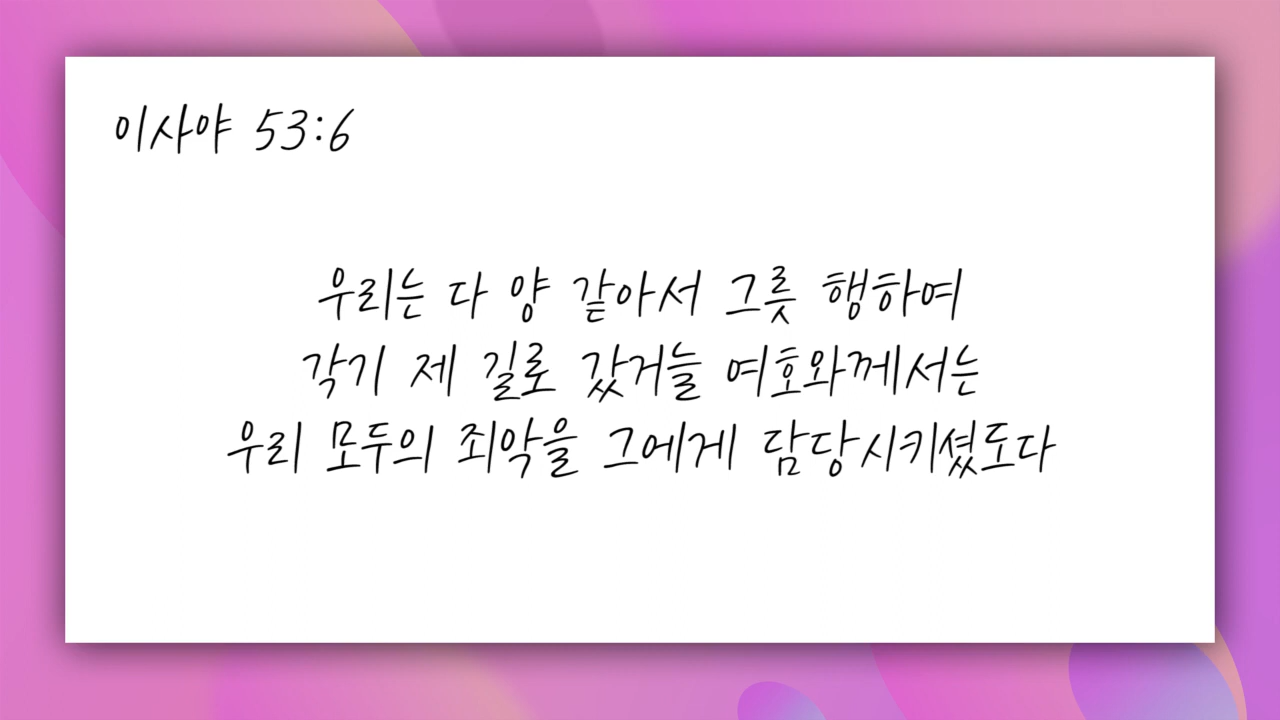 이사야 53:6
우리는 다 양 같아서 그릇 행하여
각기 제 길로 갔거늘 여호와께서는
우리 모두의 죄악을 그에게 담당시키셨도다